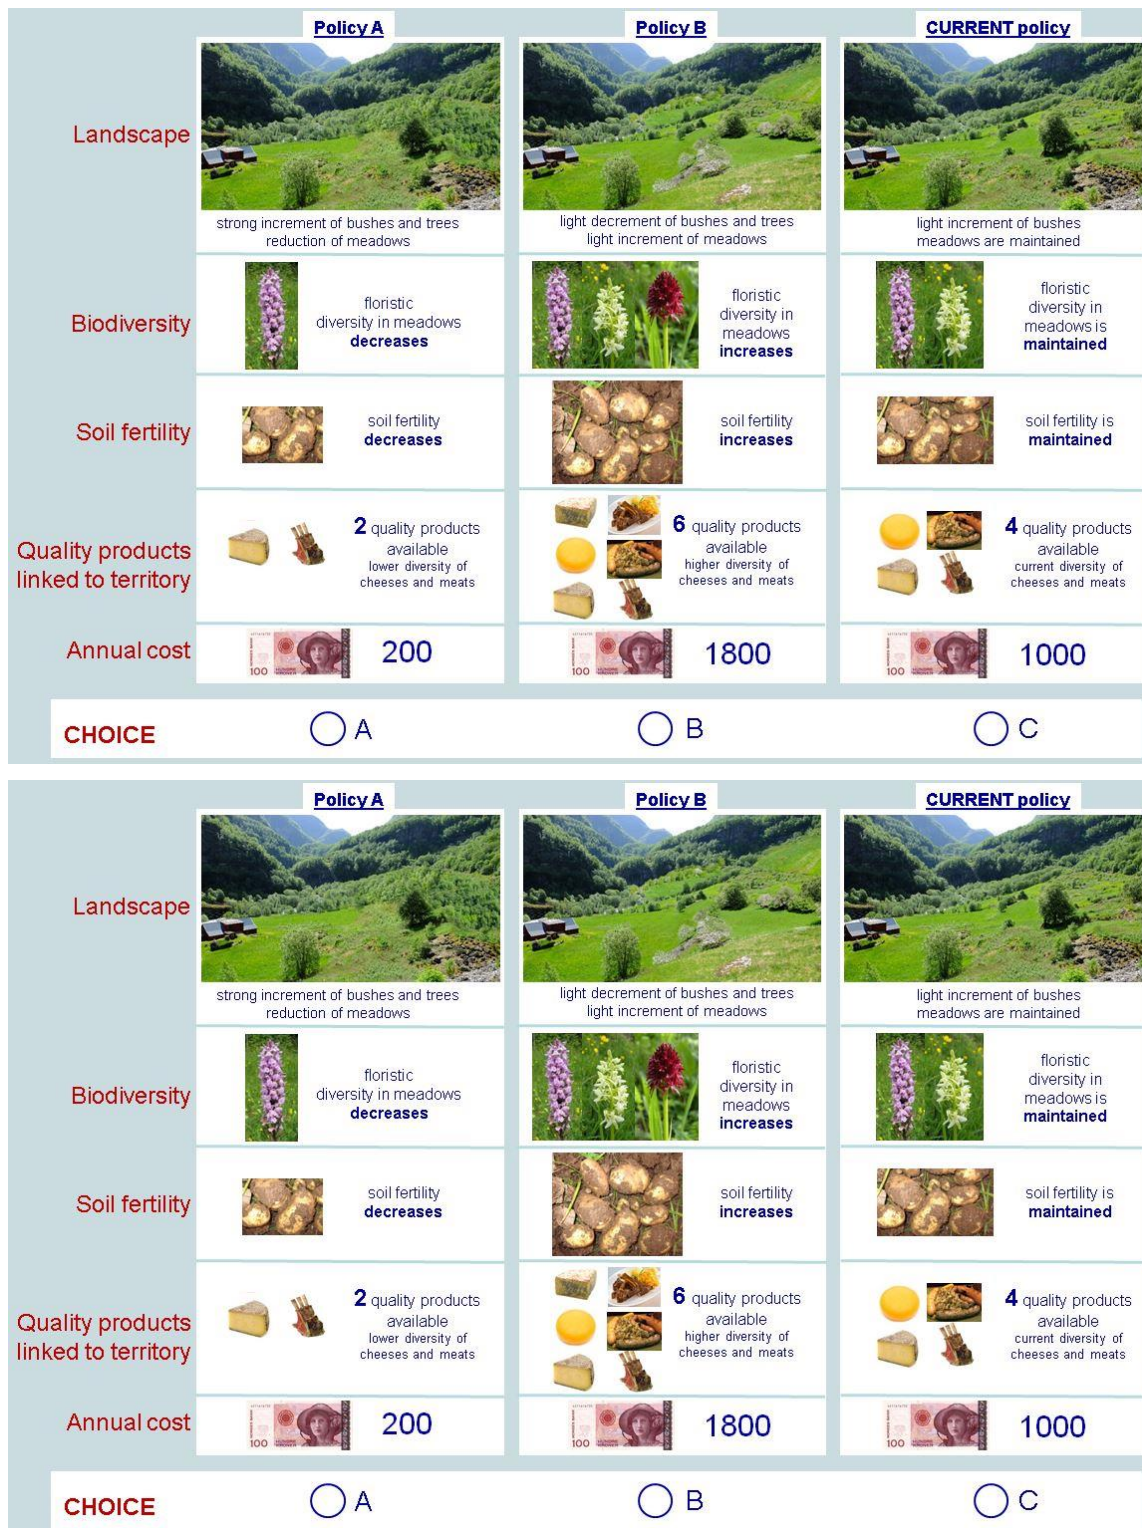 Policy A
Policy B
CURRENT policy
Landscape
strong increment of bushes and trees
reduction of meadows
light decrement of bushes and trees
light increment of meadows
light increment of bushes
meadows are maintained
Biodiversity
floristic
diversity in meadows
decreases
floristic
diversity in
meadows
increases
floristic
diversity in
meadows is
maintained
Soil fertility
soil fertility
decreases
soil fertility
increases
soil fertility is
maintained
Quality products
linked to territory
2 quality products
available
lower diversity of
cheeses and meats
6 quality products
available
higher diversity of
cheeses and meats
4 quality products
available
current diversity of
cheeses and meats
Annual cost
100
200
100
1800
100
1000
CHOICE
A
B
C
Policy A
Policy B
CURRENT policy
Landscape
strong increment of bushes and trees
reduction of meadows
light decrement of bushes and trees
light increment of meadows
light increment of bushes
meadows are maintained
Biodiversity
floristic
diversity in meadows
decreases
floristic
diversity in
meadows
increases
floristic
diversity in
meadows is
maintained
Soil fertility
soil fertility
decreases
soil fertility
increases
soil fertility is
maintained
Quality products
linked to territory
2 quality products
available
lower diversity of
cheeses and meats
6 quality products
available
higher diversity of
cheeses and meats
4 quality products
available
current diversity of
cheeses and meats
Annual cost
100
200
100
1800
100
1000
CHOICE
A
B
C